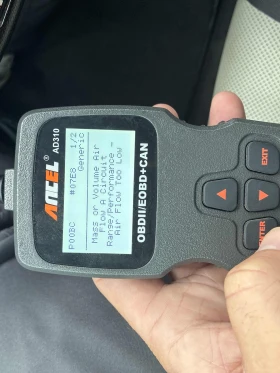 ANCEL
AD310
P00BC #07E8 1/2
Generic
Mass or Volume Air
Flow A Circuit
Range/Performance -
Air Flow Too Low
OBDII/EOBD+CAN
EXIT
ENTER